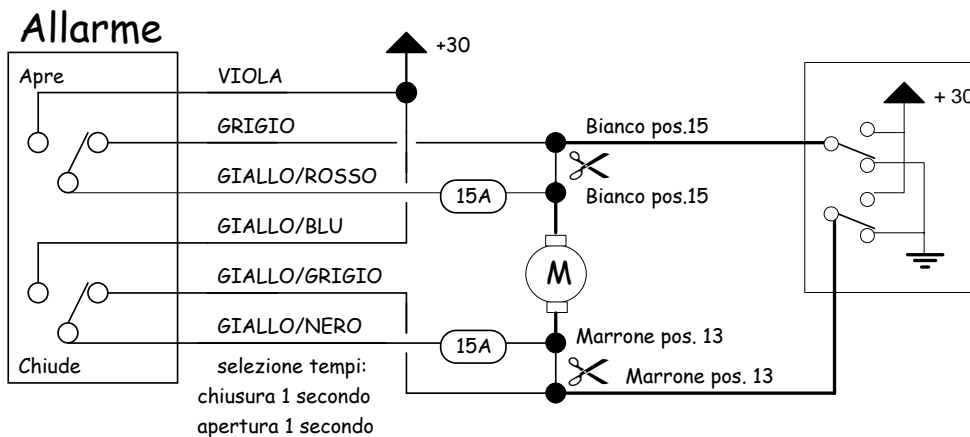 Allarme
+30
Apre
VIOLA
+ 30
GRIGIO
Bianco pos.15
GIALLO/ROSSO
15A
Bianco pos.15
GIALLO/BLU
M
GIALLO/GRIGIO
GIALLO/NERO
15A
Marrone pos. 13
Chiude
selezione tempi:
Marrone pos. 13
chiusura 1 secondo
apertura 1 secondo